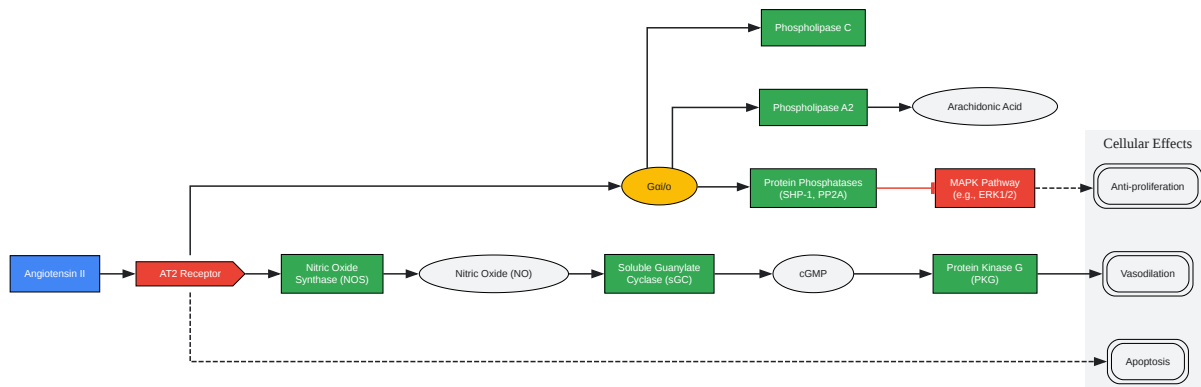 Phospholipase C
Phospholipase A2
Arachidonic Acid
Cellular Effects
Gαi/o
Protein Phosphatases
(SHP-1, PP2A)
MAPK Pathway
(e.g., ERK1/2)
Anti-proliferation
Angiotensin II
AT2 Receptor
Nitric Oxide
Synthase (NOS)
Nitric Oxide (NO)
Soluble Guanylate
Cyclase (sGC)
cGMP
Protein Kinase G
(PKG)
Vasodilation
Apoptosis